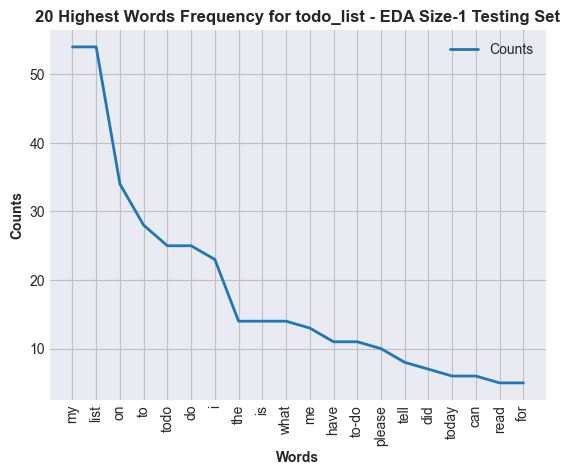 20 Highest Words Frequency for todo_list - EDA Size-1 Testing Set
Counts
50
40
30
20
10
Counts
my
list
on
to
todo
do
i
the
is
what
me
have
to-do
please
tell
did
today
can
read
for
Words